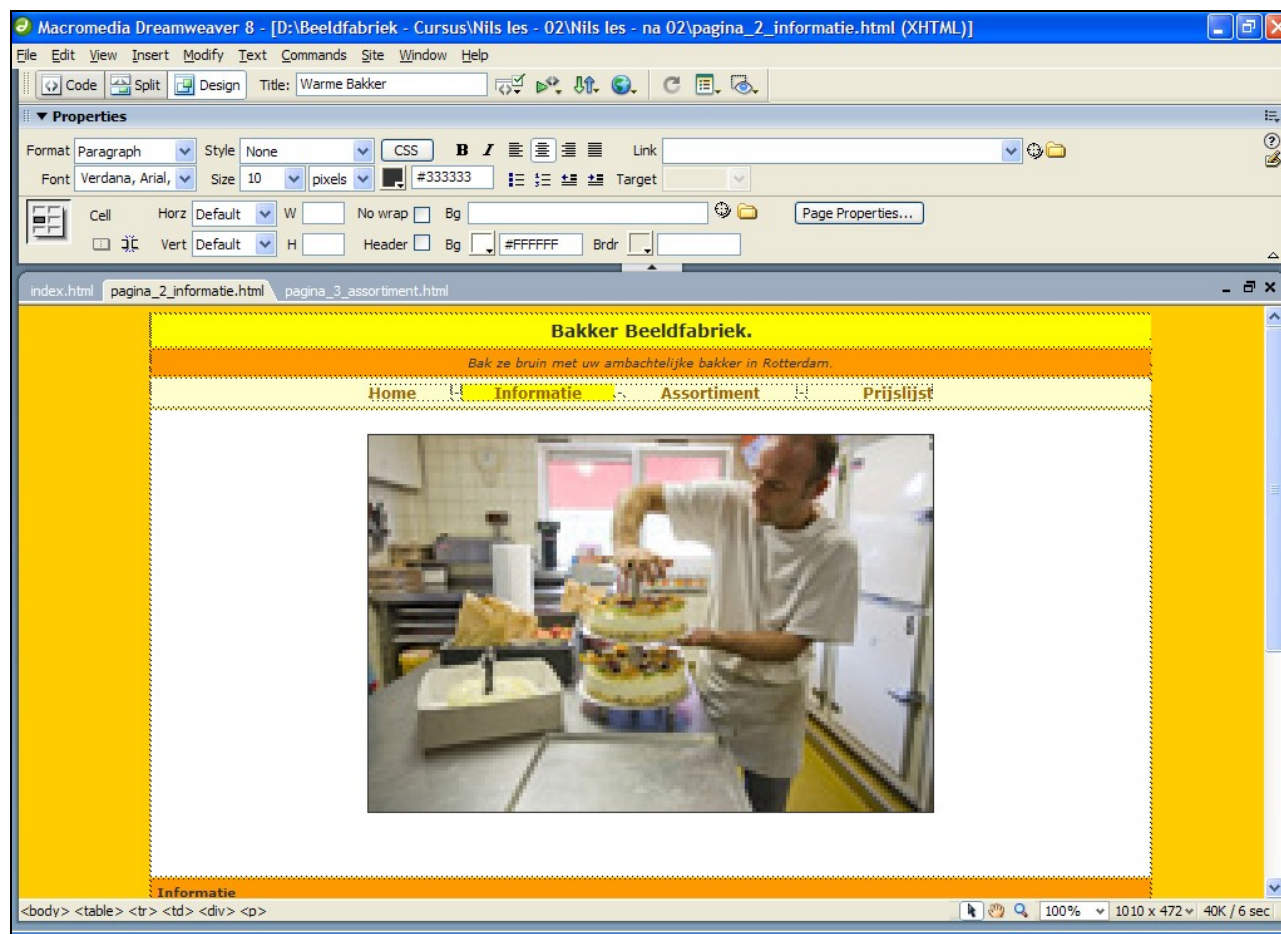 Macromedia Dreamweaver 8 - [D:\Beeldfabriek - Cursus\Nils les - 02\Nils les - na 02\pagina_2_informatie.html (XHTML)]
File Edit View Insert Modify Text Commands Site Window Help
Code Split Design Title: Warme Bakker
Properties
Format Paragraph Style None CSS B I Link
Font Verdana, Arial, Size 10 pixels #333333 Target
Cell Horz Default W No wrap Bg Page Properties...
Vert Default H Header Bg #FFFFFF Brdr
index.html pagina_2_informatie.html pagina_3_assortiment.html
Bakker Beeldfabriek.
Bak ze bruin met uw ambachtelijke bakker in Rotterdam.
Home Informatie Assortiment Prijslijst
Informatie
<body> <table> <tr> <td> <div> <p> 100% 1010 x 472 40K / 6 sec